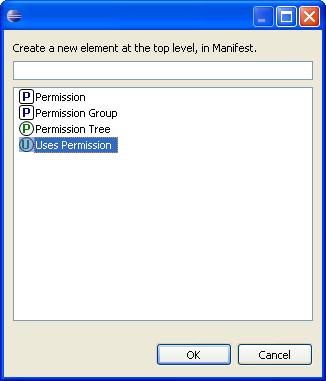 Create a new element at the top level, in Manifest.
P Permission
P Permission Group
P Permission Tree
U Uses Permission
OK Cancel